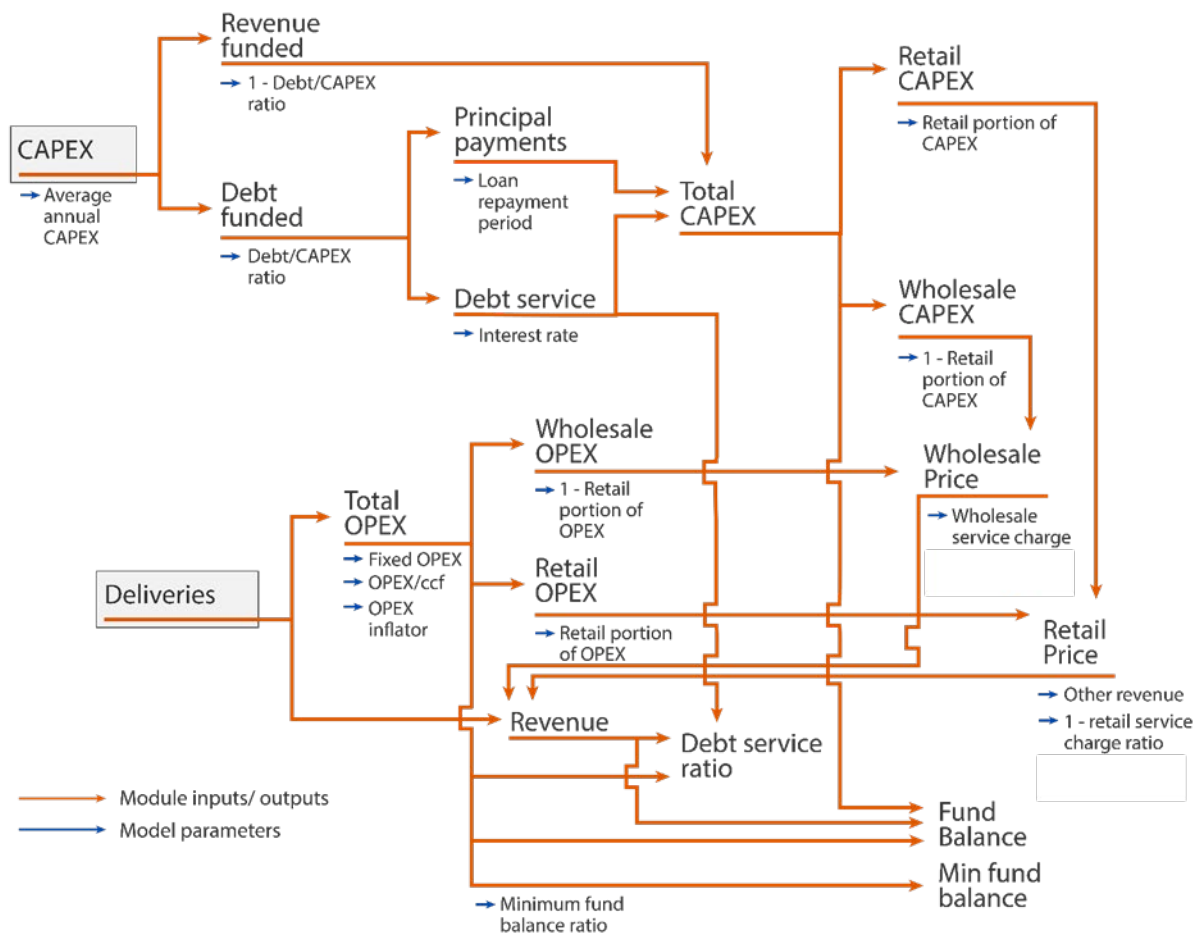 Revenue
funded
1 - Debt/CAPEX
ratio
CAPEX
Average
annual
CAPEX
Debt
funded
Debt/CAPEX
ratio
Principal
payments
Loan
repayment
period
Debt service
Interest rate
Total
CAPEX
Retail
CAPEX
Retail portion of
CAPEX
Wholesale
CAPEX
1 - Retail
portion of
CAPEX
Wholesale
OPEX
1 - Retail
portion of
OPEX
Wholesale
Price
Wholesale
service charge
Total
OPEX
Fixed OPEX
OPEX/ccf
OPEX
inflator
Deliveries
Retail
OPEX
Retail portion
of OPEX
Retail
Price
Other revenue
1 - retail service
charge ratio
Revenue
Debt service
ratio
Module inputs/ outputs
Model parameters
Fund
Balance
Min fund
balance
Minimum fund
balance ratio